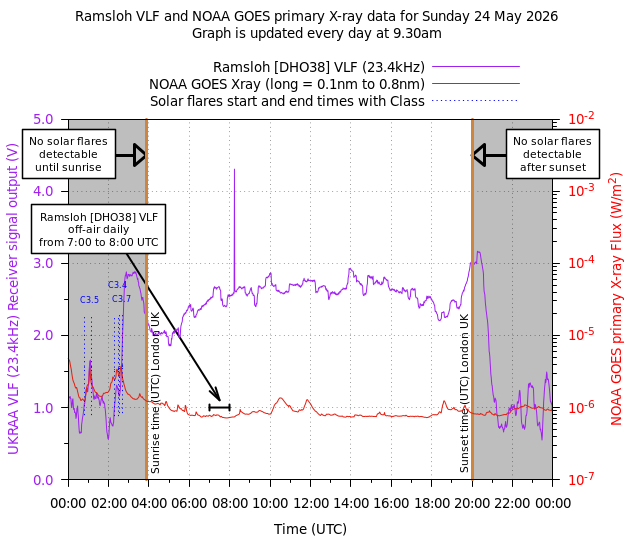 Ramsloh VLF and NOAA GOES primary X-ray data for Sunday 24 May 2026
Graph is updated every day at 9.30am
Ramsloh [DHO38] VLF (23.4kHz)
NOAA GOES Xray (long = 0.1nm to 0.8nm)
Solar flares start and end times with Class
5.0
4.0
3.0
2.0
1.0
0.0
UKRAA VLF (23.4kHz) Receiver signal output (V)
10⁻²
10⁻³
10⁻⁴
10⁻⁵
10⁻⁶
10⁻⁷
NOAA GOES primary X-ray Flux (W/m²)
No solar flares
detectable
until sunrise
No solar flares
detectable
after sunset
Ramsloh [DHO38] VLF
off-air daily
from 7:00 to 8:00 UTC
C3.5
C3.4
C3.7
Sunrise time (UTC) London UK
Sunset time (UTC) London UK
00:00 02:00 04:00 06:00 08:00 10:00 12:00 14:00 16:00 18:00 20:00 22:00 00:00
Time (UTC)